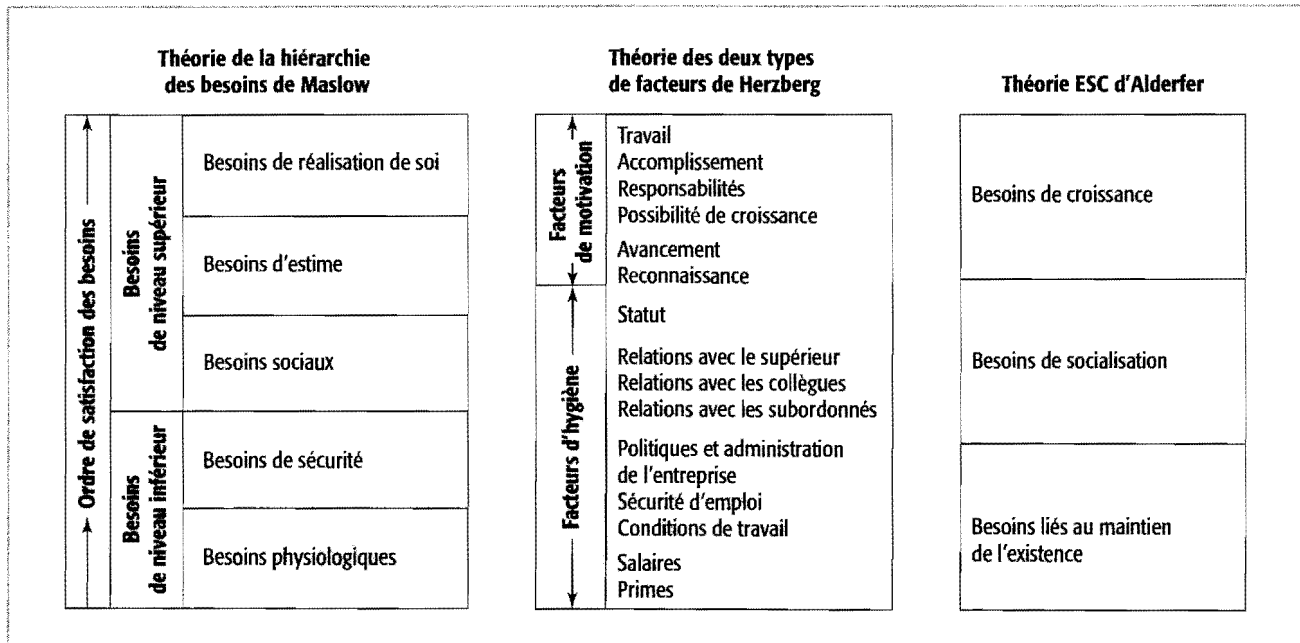 Théorie de la hiérarchie
des besoins de Maslow
Ordre de satisfaction des besoins
Besoins
de niveau supérieur
Besoins de réalisation de soi
Besoins d'estime
Besoins sociaux
Besoins
de niveau inférieur
Besoins de sécurité
Besoins physiologiques
Théorie des deux types
de facteurs de Herzberg
Facteurs
de motivation
Travail
Accomplissement
Responsabilités
Possibilité de croissance
Avancement
Reconnaissance
Facteurs d'hygiène
Statut
Relations avec le supérieur
Relations avec les collègues
Relations avec les subordonnés
Politiques et administration
de l'entreprise
Sécurité d'emploi
Conditions de travail
Salaires
Primes
Théorie ESC d'Alderfer
Besoins de croissance
Besoins de socialisation
Besoins liés au maintien
de l'existence